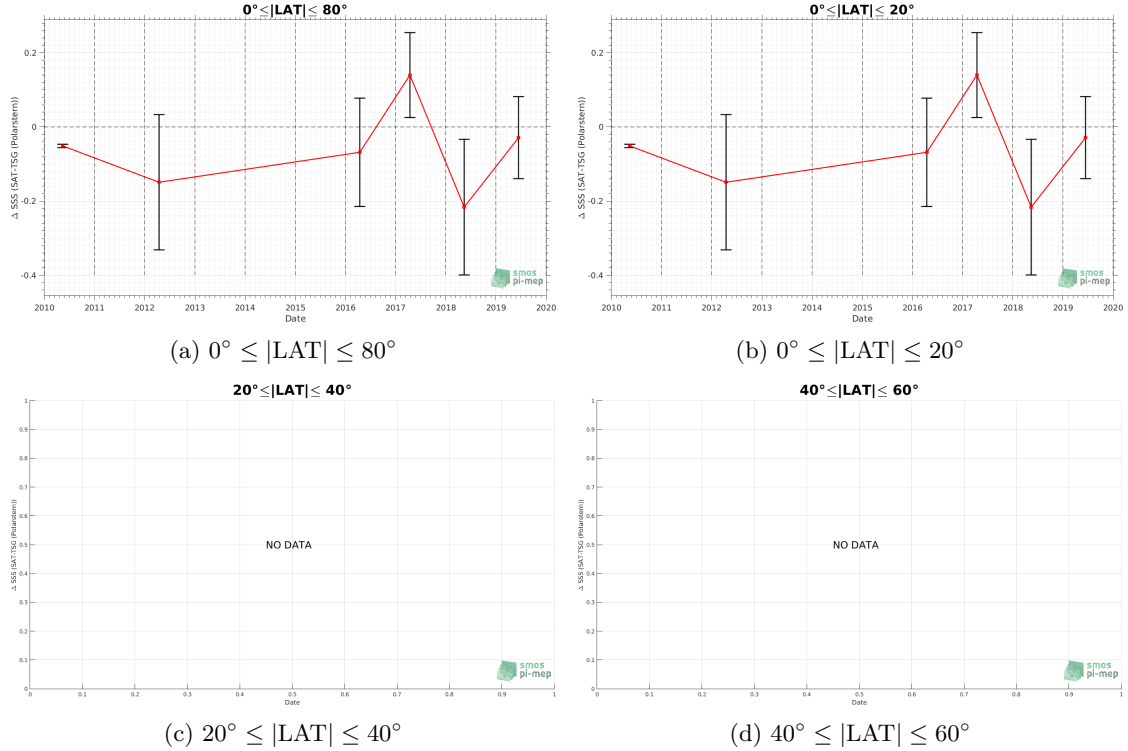 0°≤|LAT|≤ 80°
0.2
0
-0.2
-0.4
Δ SSS (SAT-TSG (Polarstern))
2010 2011 2012 2013 2014 2015 2016 2017 2018 2019 2020
Date
smos
pi-mep
(a) 0° ≤ |LAT| ≤ 80°
0°≤|LAT|≤ 20°
0.2
0
-0.2
-0.4
Δ SSS (SAT-TSG (Polarstern))
2010 2011 2012 2013 2014 2015 2016 2017 2018 2019 2020
Date
smos
pi-mep
(b) 0° ≤ |LAT| ≤ 20°
20°≤|LAT|≤ 40°
1
0.9
0.8
0.7
0.6
0.5
0.4
0.3
0.2
0.1
0
Δ SSS (SAT-TSG (Polarstern))
NO DATA
0 0.1 0.2 0.3 0.4 0.5 0.6 0.7 0.8 0.9 1
Date
smos
pi-mep
(c) 20° ≤ |LAT| ≤ 40°
40°≤|LAT|≤ 60°
1
0.9
0.8
0.7
0.6
0.5
0.4
0.3
0.2
0.1
0
Δ SSS (SAT-TSG (Polarstern))
NO DATA
0 0.1 0.2 0.3 0.4 0.5 0.6 0.7 0.8 0.9 1
Date
smos
pi-mep
(d) 40° ≤ |LAT| ≤ 60°